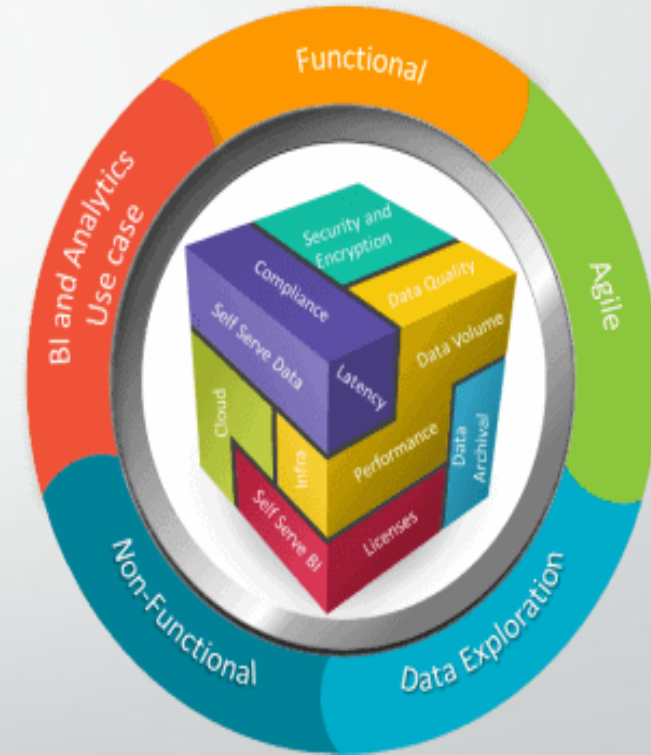 Functional
Agile
Data Exploration
Non-Functional
BI and Analytics
Use case
Security and
Encryption
Compliance
Data Quality
Self Serve Data
Latency
Data Volume
Cloud
Infra
Performance
Data
Archival
Self Serve BI
Licenses